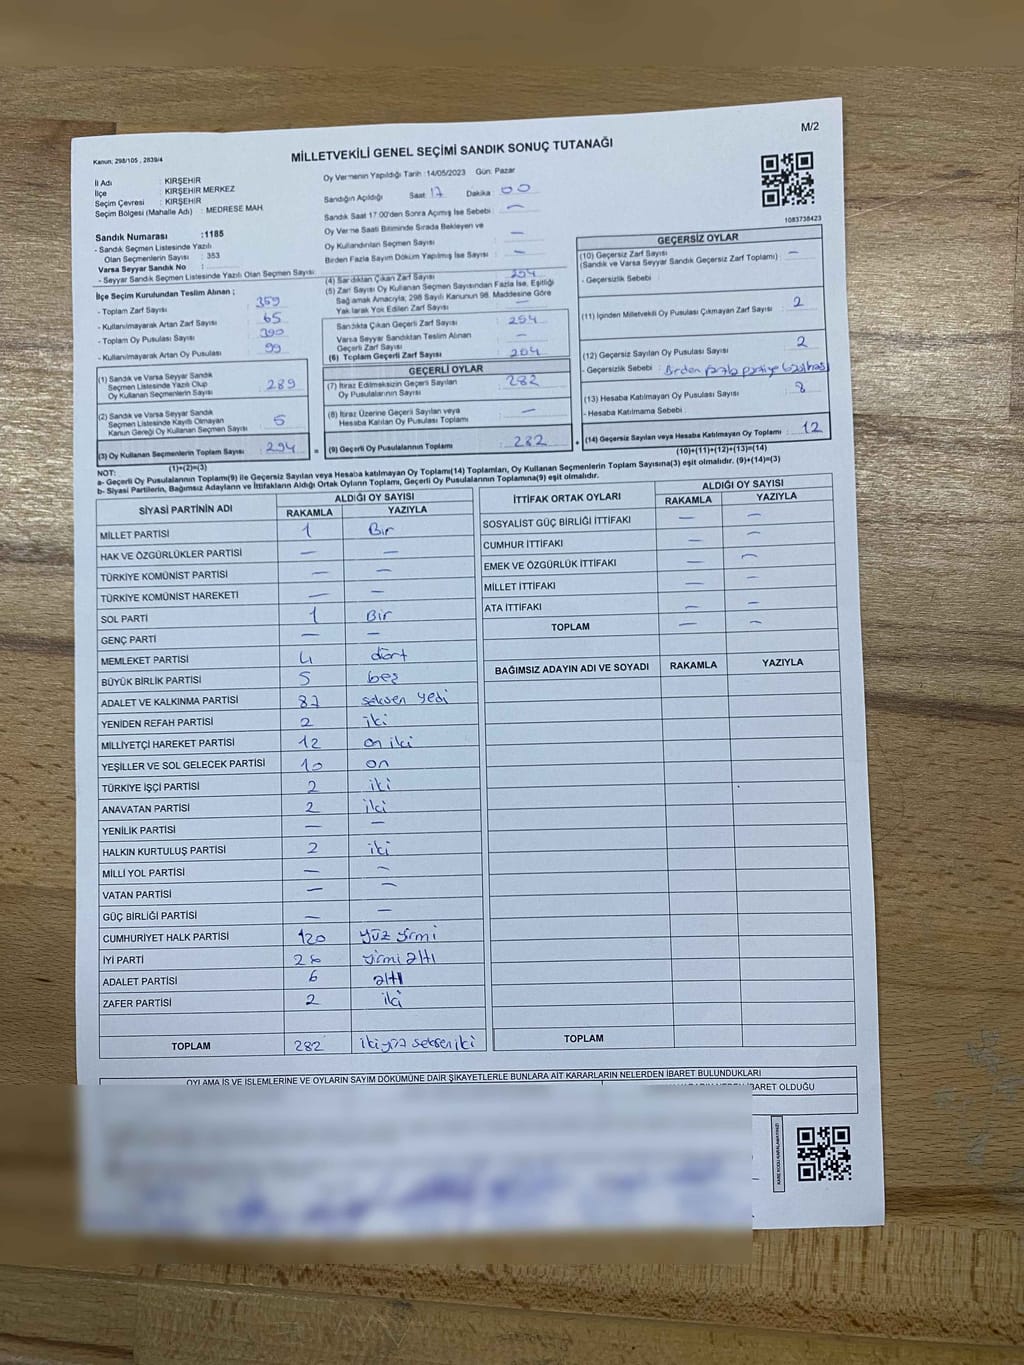 M/2
Kanun: 298/105 , 2839/4
MİLLETVEKİLİ GENEL SEÇİMİ SANDIK SONUÇ TUTANAĞI
İl Adı : KIRŞEHİR
İlçe : KIRŞEHİR MERKEZ
Seçim Çevresi : KIRŞEHİR
Seçim Bölgesi (Mahalle Adı) : MEDRESE MAH.
Sandık Numarası :1185
- Sandık Seçmen Listesinde Yazılı
Olan Seçmenlerin Sayısı : 353
Varsa Seyyar Sandık No :
- Seyyar Sandık Seçmen Listesinde Yazılı Olan Seçmen Sayısı:
Oy Vermenin Yapıldığı Tarih :14/05/2023 Gün: Pazar
Sandığın Açıldığı Saat 17 Dakika 00
Sandık Saat 17.00'den Sonra Açımış İse Sebebi : —
Oy Verme Saati Bitiminde Sırada Bekleyen ve
Oy Kullandırılan Seçmen Sayısı : —
Birden Fazla Sayım Döküm Yapılmış İse Sayısı : —
1083738423
İlçe Seçim Kurulundan Teslim Alınan ;
- Toplam Zarf Sayısı : 359
- Kullanılmayarak Artan Zarf Sayısı : 65
- Toplam Oy Pusulası Sayısı : 390
- Kullanılmayarak Artan Oy Pusulası : 99
(1) Sandık ve Varsa Seyyar Sandık
Seçmen Listesinde Yazılı Olup
Oy Kullanan Seçmenlerin Sayısı : 289
(2) Sandık ve Varsa Seyyar Sandık
Seçmen Listesinde Kayıtlı Olmayan
Kanun Gereği Oy Kullanan Seçmen Sayısı : 5
(3) Oy Kullanan Seçmenlerin Toplam Sayısı : 294
(1)+(2)=(3)
(4) Sandıktan Çıkan Zarf Sayısı : 294
(5) Zarf Sayısı Oy Kullanan Seçmen Sayısından Fazla İse, Eşitliği
Sağlamak Amacıyla, 298 Sayılı Kanunun 98. Maddesine Göre
Yakılarak Yok Edilen Zarf Sayısı : —
Sandıkta Çıkan Geçerli Zarf Sayısı : 294
Varsa Seyyar Sandıktan Teslim Alınan
Geçerli Zarf Sayısı : —
(6) Toplam Geçerli Zarf Sayısı : 294
GEÇERLİ OYLAR
(7) İtiraz Edilmeksizin Geçerli Sayılan
Oy Pusulalarının Sayısı : 282
(8) İtiraz Üzerine Geçerli Sayılan veya
Hesaba Katılan Oy Pusulası Toplamı : —
= (9) Geçerli Oy Pusulalarının Toplamı : 282
GEÇERSİZ OYLAR
(10) Geçersiz Zarf Sayısı
(Sandık ve Varsa Seyyar Sandık Geçersiz Zarf Toplamı) : —
- Geçersizlik Sebebi :
(11) İçinden Milletvekili Oy Pusulası Çıkmayan Zarf Sayısı : 2
(12) Geçersiz Sayılan Oy Pusulası Sayısı : 2
- Geçersizlik Sebebi : Birden fazla partiye
(13) Hesaba Katılmayan Oy Pusulası Sayısı : 8
- Hesaba Katılmama Sebebi :
+ (14) Geçersiz Sayılan veya Hesaba Katılmayan Oy Toplamı : 12
(10)+(11)+(12)+(13)=(14)
NOT:
a- Geçerli Oy Pusulalarının Toplamı(9) ile Geçersiz Sayılan veya Hesaba katılmayan Oy Toplamı(14) Toplamları, Oy Kullanan Seçmenlerin Toplam Sayısına(3) eşit olmalıdır. (9)+(14)=(3)
b- Siyasi Partilerin, Bağımsız Adayların ve İttifakların Aldığı Ortak Oyların Toplamı, Geçerli Oy Pusulalarının Toplamına(9) eşit olmalıdır.
SİYASİ PARTİNİN ADI ALDIĞI OY SAYISI
RAKAMLA YAZIYLA
MİLLET PARTİSİ 1 Bir
HAK VE ÖZGÜRLÜKLER PARTİSİ — —
TÜRKİYE KOMÜNİST PARTİSİ — —
TÜRKİYE KOMÜNİST HAREKETİ — —
SOL PARTİ 1 Bir
GENÇ PARTİ — —
MEMLEKET PARTİSİ 4 dört
BÜYÜK BİRLİK PARTİSİ 5 beş
ADALET VE KALKINMA PARTİSİ 87 seksen yedi
YENİDEN REFAH PARTİSİ 2 iki
MİLLİYETÇİ HAREKET PARTİSİ 12 on iki
YEŞİLLER VE SOL GELECEK PARTİSİ 10 on
TÜRKİYE İŞÇİ PARTİSİ 2 iki
ANAVATAN PARTİSİ 2 iki
YENİLİK PARTİSİ — —
HALKIN KURTULUŞ PARTİSİ 2 iki
MİLLİ YOL PARTİSİ — —
VATAN PARTİSİ — —
GÜÇ BİRLİĞİ PARTİSİ — —
CUMHURİYET HALK PARTİSİ 120 yüz yirmi
İYİ PARTİ 26 yirmi altı
ADALET PARTİSİ 6 altı
ZAFER PARTİSİ 2 iki
TOPLAM 282 iki yüz seksen iki
İTTİFAK ORTAK OYLARI ALDIĞI OY SAYISI
RAKAMLA YAZIYLA
SOSYALİST GÜÇ BİRLİĞİ İTTİFAKI — —
CUMHUR İTTİFAKI — —
EMEK VE ÖZGÜRLÜK İTTİFAKI — —
MİLLET İTTİFAKI — —
ATA İTTİFAKI — —
TOPLAM — —
BAĞIMSIZ ADAYIN ADI VE SOYADI RAKAMLA YAZIYLA
TOPLAM
OYLAMA İŞ VE İŞLEMLERİNE VE OYLARIN SAYIM DÖKÜMÜNE DAİR ŞİKAYETLERLE BUNLARA AİT KARARLARIN NELERDEN İBARET BULUNDUKLARI
İBARET OLDUĞU